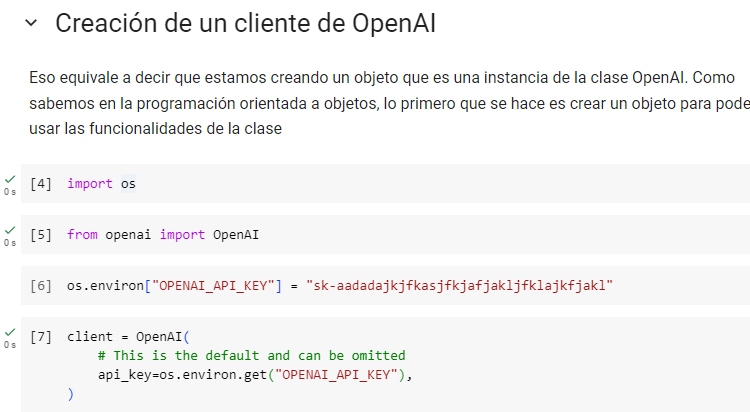 Creación de un cliente de OpenAI
Eso equivale a decir que estamos creando un objeto que es una instancia de la clase OpenAI. Como
sabemos en la programación orientada a objetos, lo primero que se hace es crear un objeto para pode
usar las funcionalidades de la clase
[4] import os
0 s
[5] from openai import OpenAI
0 s
[6] os.environ["OPENAI_API_KEY"] = "sk-aadadajkjfkasjfkjafjakljfklajkfjakl"
[7] client = OpenAI(
0 s
# This is the default and can be omitted
api_key=os.environ.get("OPENAI_API_KEY"),
)